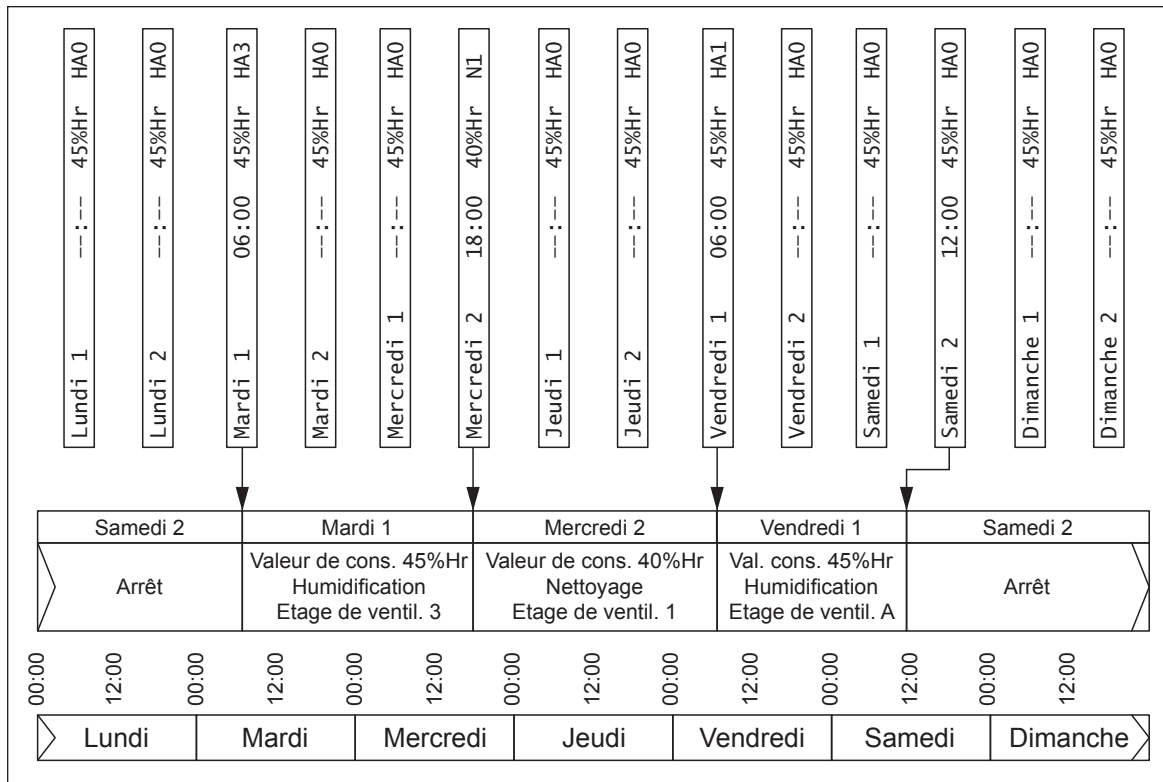 Lundi 1 --:-- 45%Hr HA0
Lundi 2 --:-- 45%Hr HA0
Mardi 1 06:00 45%Hr HA3
Mardi 2 --:-- 45%Hr HA0
Mercredi 1 --:-- 45%Hr HA0
Mercredi 2 18:00 40%Hr N1
Jeudi 1 --:-- 45%Hr HA0
Jeudi 2 --:-- 45%Hr HA0
Vendredi 1 06:00 45%Hr HA1
Vendredi 2 --:-- 45%Hr HA0
Samedi 1 --:-- 45%Hr HA0
Samedi 2 12:00 45%Hr HA0
Dimanche 1 --:-- 45%Hr HA0
Dimanche 2 --:-- 45%Hr HA0
Samedi 2
Arrêt
Mardi 1
Valeur de cons. 45%Hr
Humidification
Etage de ventil. 3
Mercredi 2
Valeur de cons. 40%Hr
Nettoyage
Etage de ventil. 1
Vendredi 1
Val. cons. 45%Hr
Humidification
Etage de ventil. A
Samedi 2
Arrêt
00:00
12:00
00:00
12:00
00:00
12:00
00:00
12:00
00:00
12:00
00:00
12:00
00:00
12:00
Lundi
Mardi
Mercredi
Jeudi
Vendredi
Samedi
Dimanche